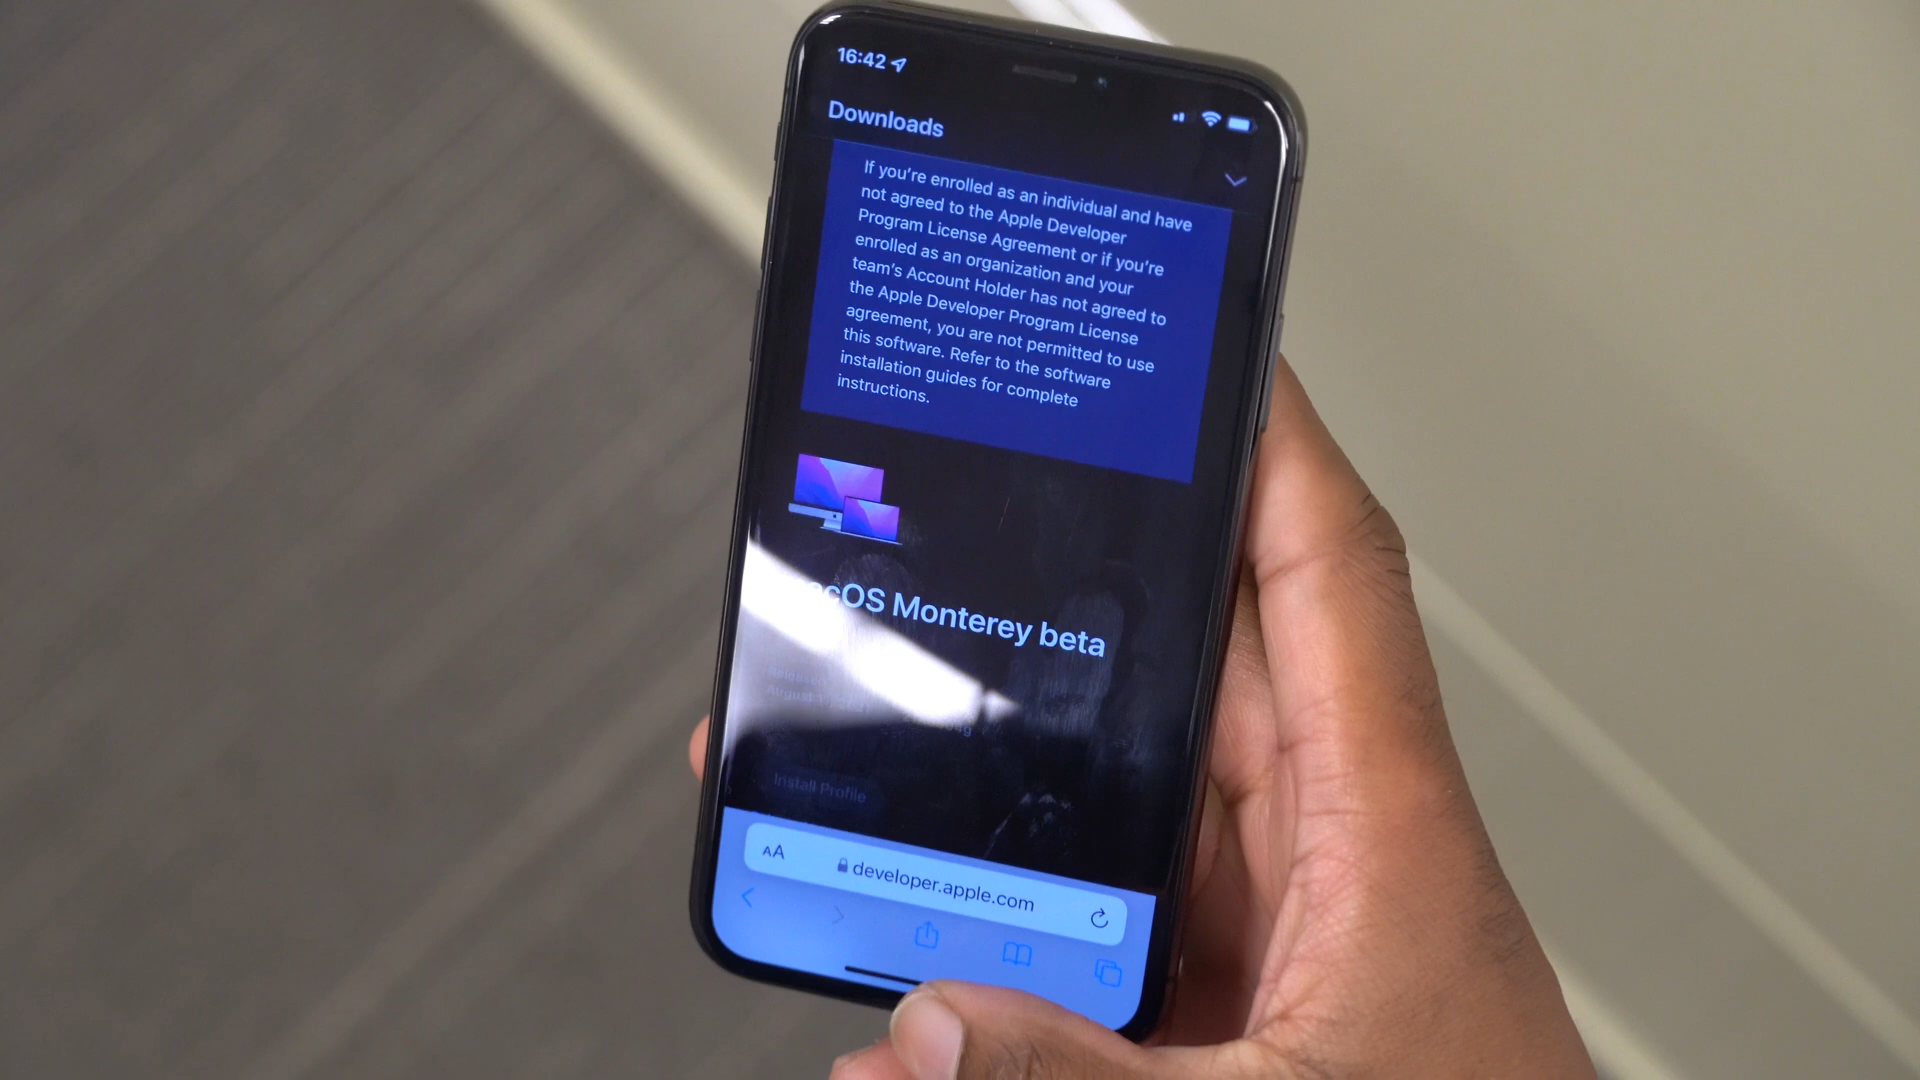 16:42
Downloads
If you're enrolled as an individual and have
not agreed to the Apple Developer
Program License Agreement or if you're
enrolled as an organization and your
team's Account Holder has not agreed to
the Apple Developer Program License
agreement, you are not permitted to use
this software. Refer to the software
installation guides for complete
instructions.
Monterey beta
Install Profile
AA developer.apple.com